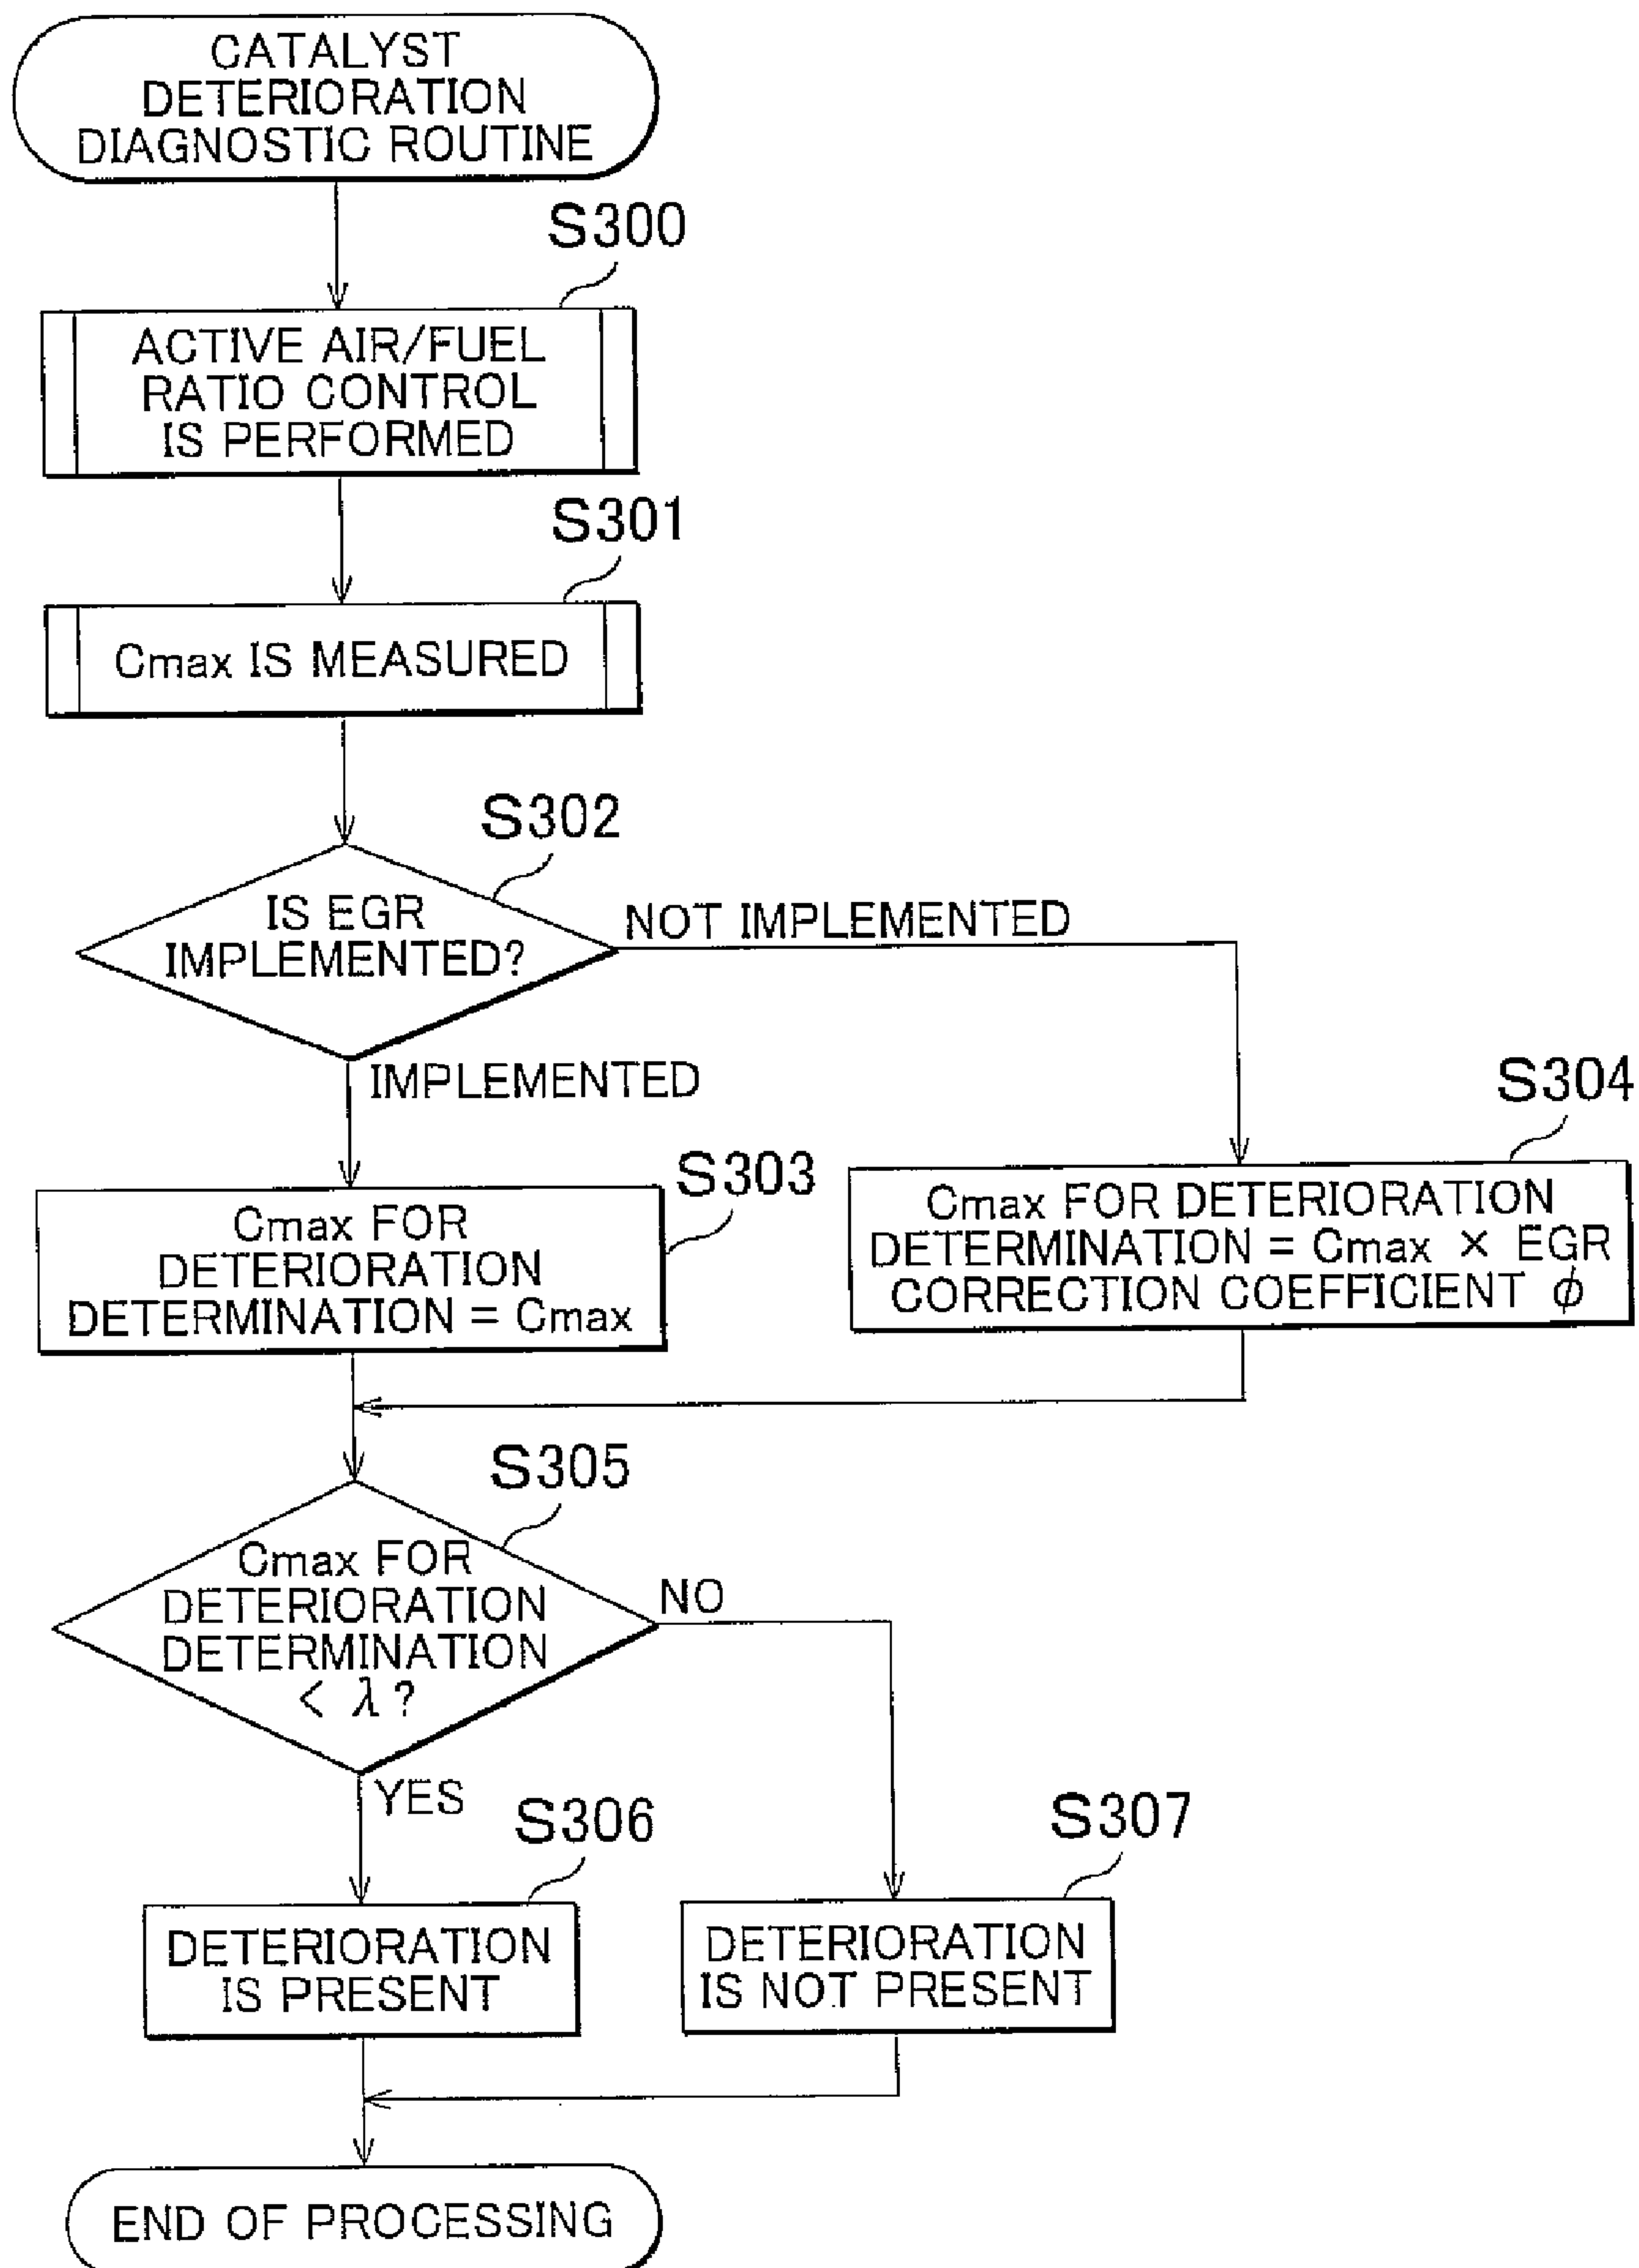 CATALYST
DETERIORATION
DIAGNOSTIC ROUTINE
S300
ACTIVE AIR/FUEL
RATIO CONTROL
IS PERFORMED
S301
Cmax IS MEASURED
S302
IS EGR
IMPLEMENTED?
NOT IMPLEMENTED
IMPLEMENTED
S303
Cmax FOR
DETERIORATION
DETERMINATION = Cmax
S304
Cmax FOR DETERIORATION
DETERMINATION = Cmax × EGR
CORRECTION COEFFICIENT ϕ
S305
Cmax FOR
DETERIORATION
DETERMINATION
< λ?
NO
YES
S306
DETERIORATION
IS PRESENT
S307
DETERIORATION
IS NOT PRESENT
END OF PROCESSING